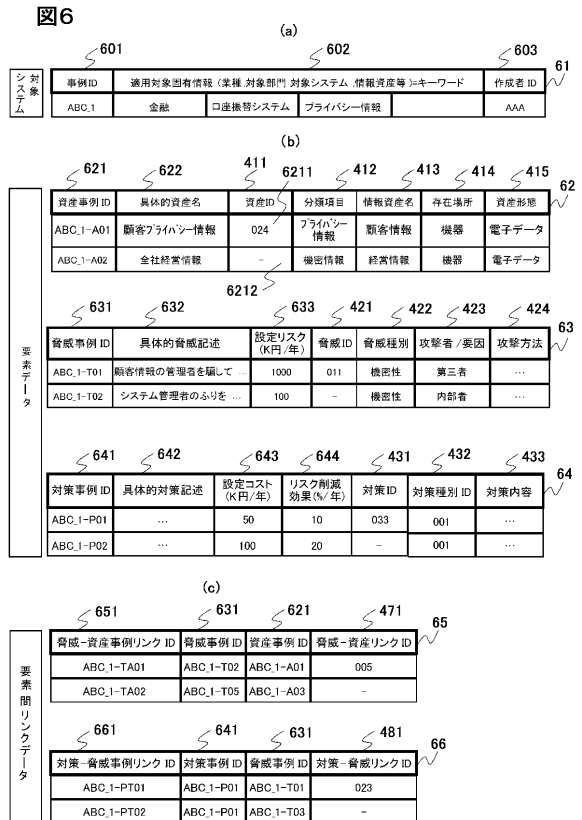 図6
(a)
601 602 603
対象システム
事例ID 適用対象固有情報（業種,対象部門,対象システム,情報資産等）=キーワード 作成者ID 61
ABC_1 金融 口座振替システム プライバシー情報 AAA
(b)
621 622 411 6211 412 413 414 415
要素データ
資産事例ID 具体的資産名 資産ID 分類項目 情報資産名 存在場所 資産形態 62
ABC_1-A01 顧客プライバシー情報 024 プライバシー情報 顧客情報 機器 電子データ
ABC_1-A02 全社経営情報 - 機密情報 経営情報 機器 電子データ
6212
631 632 633 421 422 423 424
脅威事例ID 具体的脅威記述 設定リスク(K円/年) 脅威ID 脅威種別 攻撃者/要因 攻撃方法 63
ABC_1-T01 顧客情報の管理者を騙して… 1000 011 機密性 第三者 …
ABC_1-T02 システム管理者のふりを… 100 - 機密性 内部者 …
641 642 643 644 431 432 433
対策事例ID 具体的対策記述 設定コスト(K円/年) リスク削減効果(%/年) 対策ID 対策種別ID 対策内容 64
ABC_1-P01 … 50 10 033 001 …
ABC_1-P02 … 100 20 - 001 …
(c)
651 631 621 471
要素間リンクデータ
脅威-資産事例リンクID 脅威事例ID 資産事例ID 脅威-資産リンクID 65
ABC_1-TA01 ABC_1-T02 ABC_1-A01 005
ABC_1-TA02 ABC_1-T05 ABC_1-A03 -
661 641 631 481
対策-脅威事例リンクID 対策事例ID 脅威事例ID 対策-脅威リンクID 66
ABC_1-PT01 ABC_1-P01 ABC_1-T01 023
ABC_1-PT02 ABC_1-P01 ABC_1-T03 -